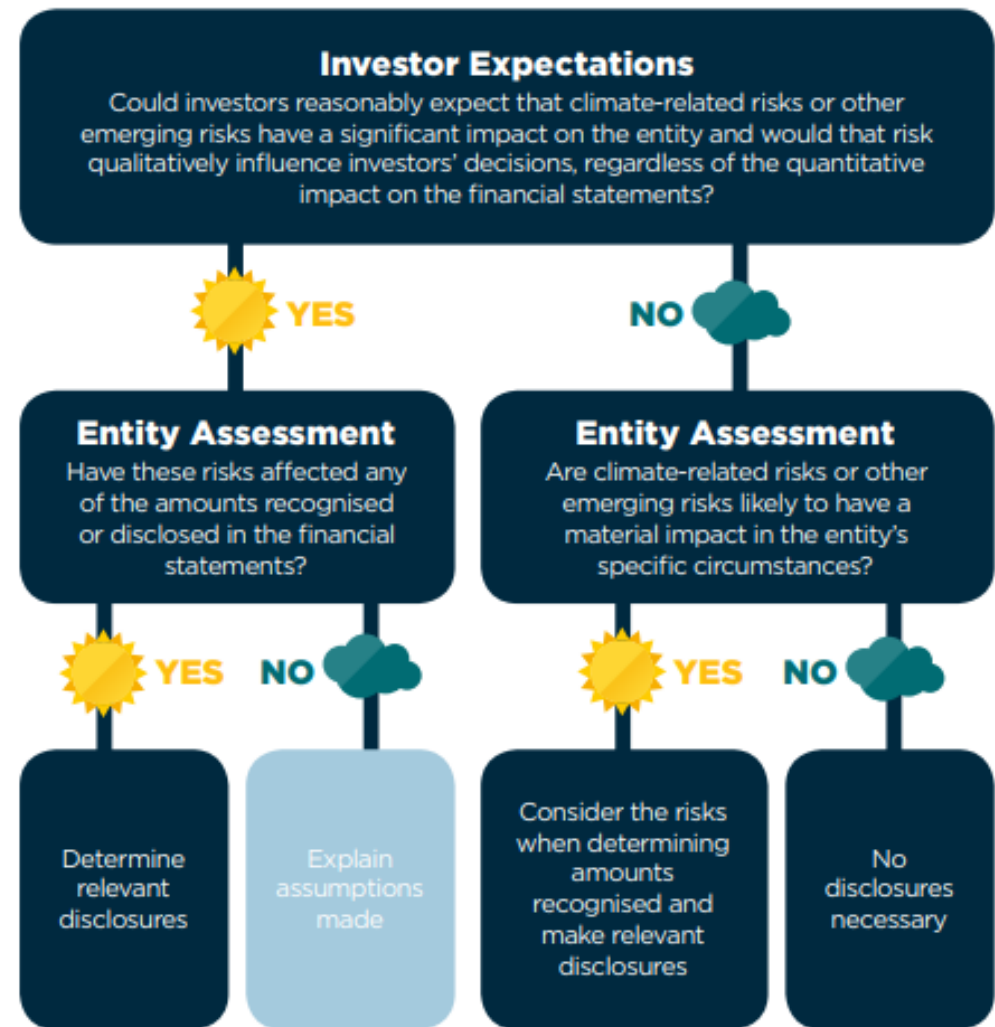 Investor Expectations
Could investors reasonably expect that climate-related risks or other
emerging risks have a significant impact on the entity and would that risk
qualitatively influence investors' decisions, regardless of the quantitative
impact on the financial statements?
YES
NO
Entity Assessment
Have these risks affected any
of the amounts recognised
or disclosed in the financial
statements?
Entity Assessment
Are climate-related risks or other
emerging risks likely to have a
material impact in the entity's
specific circumstances?
YES
NO
YES
NO
Determine
relevant
disclosures
Explain
assumptions
made
Consider the risks
when determining
amounts
recognised and
make relevant
disclosures
No
disclosures
necessary